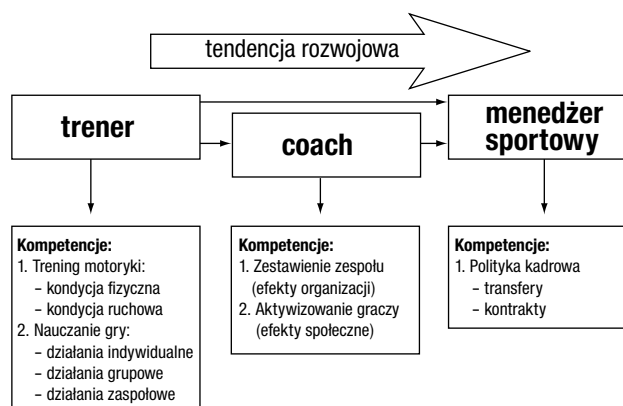 tendencja rozwojowa
trener
coach
menedżer
sportowy
Kompetencje:
1. Trening motoryki:
– kondycja fizyczna
– kondycja ruchowa
2. Nauczanie gry:
– działania indywidualne
– działania grupowe
– działania zaspołowe
Kompetencje:
1. Zestawienie zespołu
(efekty organizacji)
2. Aktywizowanie graczy
(efekty społeczne)
Kompetencje:
1. Polityka kadrowa
– transfery
– kontrakty